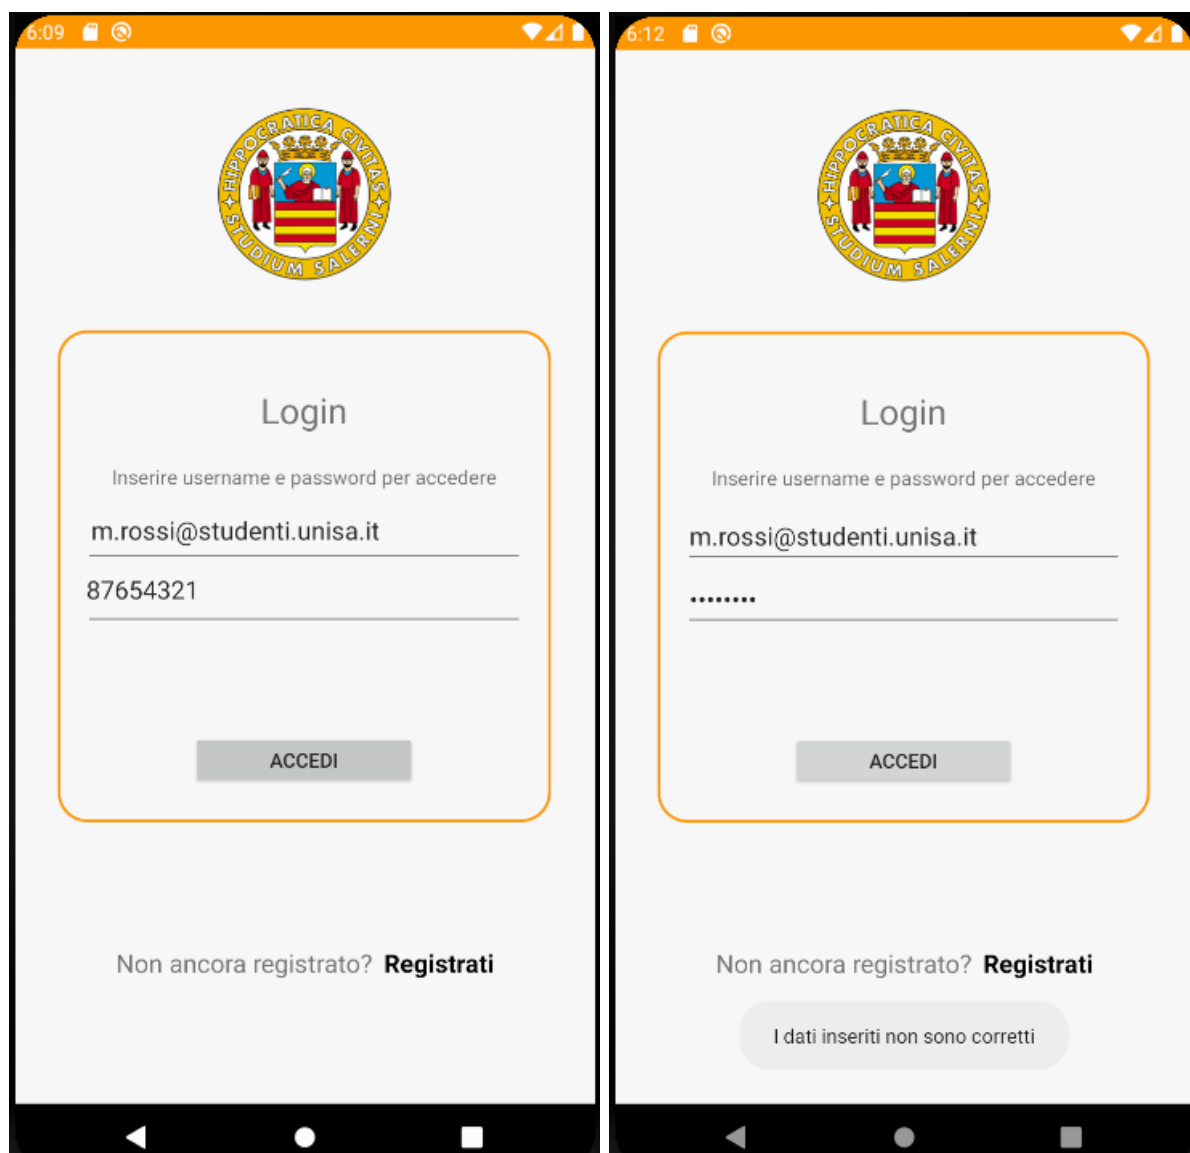 6:09
HIPPOCRATICA CIVITAS
STUDIUM SALERNI
Login
Inserire username e password per accedere
m.rossi@studenti.unisa.it
87654321
ACCEDI
Non ancora registrato? Registrati
6:12
HIPPOCRATICA CIVITAS
STUDIUM SALERNI
Login
Inserire username e password per accedere
m.rossi@studenti.unisa.it
••••••••
ACCEDI
Non ancora registrato? Registrati
I dati inseriti non sono corretti